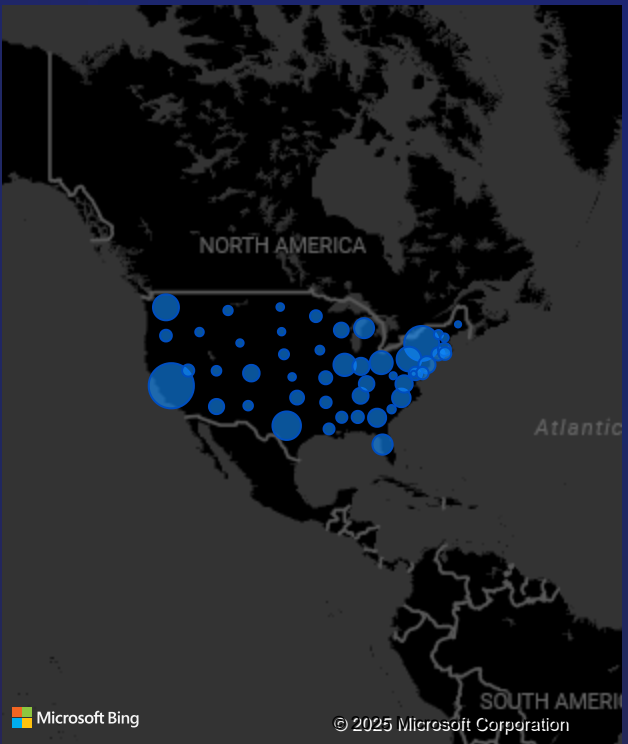 NORTH AMERICA
Atlantic
SOUTH AMERIC
Microsoft Bing
© 2025 Microsoft Corporation